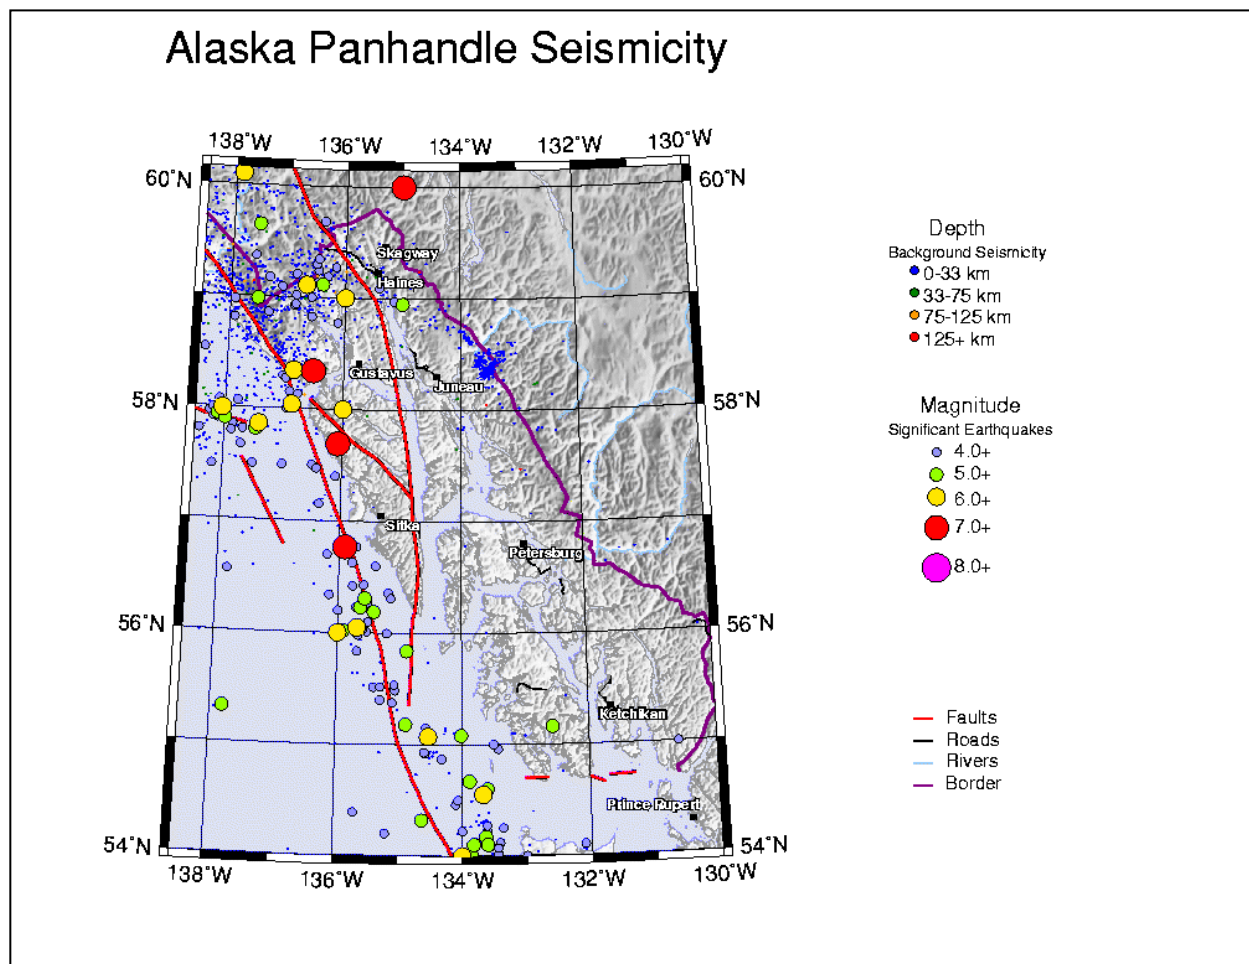 Alaska Panhandle Seismicity
138˚W 136˚W 134˚W 132˚W 130˚W
60˚N 60˚N
Skagway
Haines
Gustavus
Juneau
58˚N 58˚N
Sitka
Petersburg
56˚N 56˚N
Ketchikan
Prince Rupert
54˚N 54˚N
138˚W 136˚W 134˚W 132˚W 130˚W
Depth
Background Seismicity
0-33 km
33-75 km
75-125 km
125+ km
Magnitude
Significant Earthquakes
4.0+
5.0+
6.0+
7.0+
8.0+
Faults
Roads
Rivers
Border